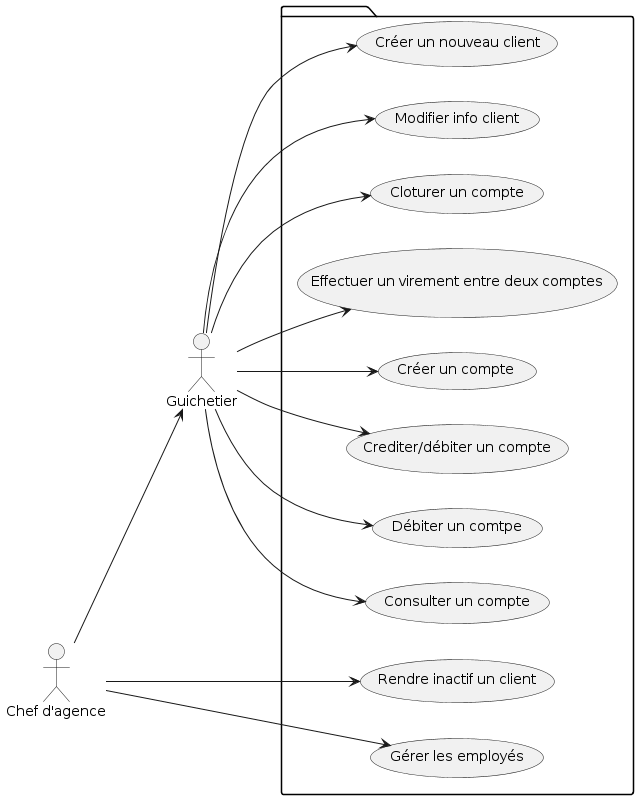 Créer un nouveau client
Modifier info client
Cloturer un compte
Effectuer un virement entre deux comptes
Créer un compte
Guichetier
Crediter/débiter un compte
Débiter un comtpe
Consulter un compte
Rendre inactif un client
Chef d'agence
Gérer les employés